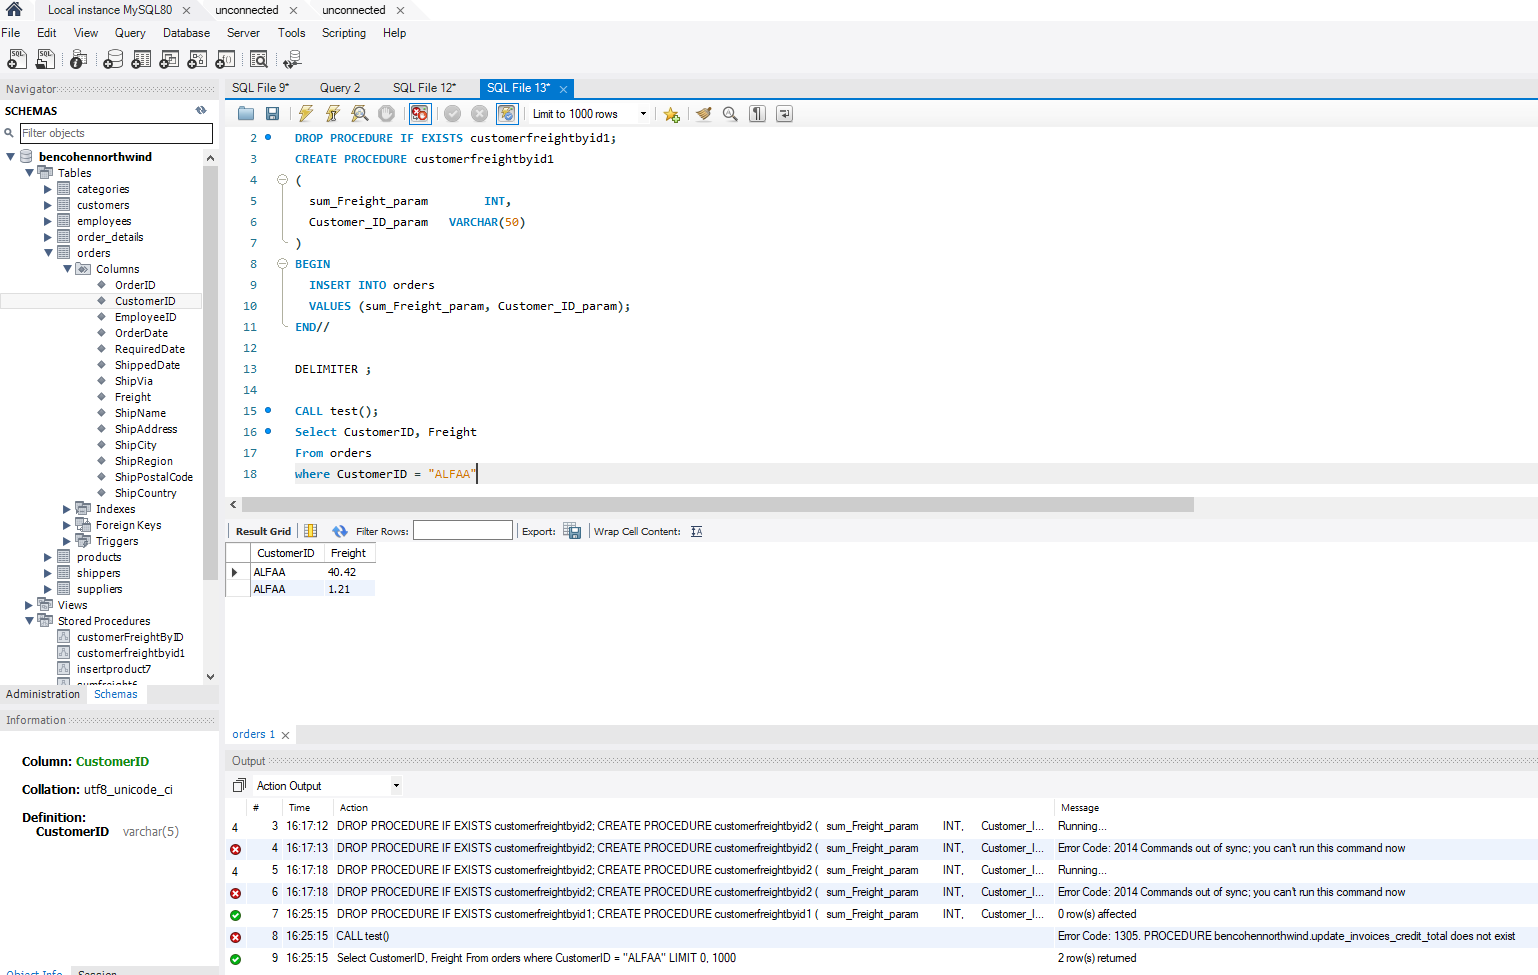 Local instance MySQL80 ×
unconnected ×
unconnected ×
File Edit View Query Database Server Tools Scripting Help
Navigator
SCHEMAS
Filter objects
bencohennorthwind
Tables
categories
customers
employees
order_details
orders
Columns
OrderID
CustomerID
EmployeeID
OrderDate
RequiredDate
ShippedDate
ShipVia
Freight
ShipName
ShipAddress
ShipCity
ShipRegion
ShipPostalCode
ShipCountry
Indexes
Foreign Keys
Triggers
products
shippers
suppliers
Views
Stored Procedures
customerFreightByID
customerfreightbyid1
insertproduct7
sumfreight6
Administration Schemas
Information
Column: CustomerID
Collation: utf8_unicode_ci
Definition:
CustomerID varchar(5)
Object Info Session
SQL File 9* Query 2 SQL File 12* SQL File 13* ×
Limit to 1000 rows
2 DROP PROCEDURE IF EXISTS customerfreightbyid1;
3 CREATE PROCEDURE customerfreightbyid1
4 (
5 sum_Freight_param INT,
6 Customer_ID_param VARCHAR(50)
7 )
8 BEGIN
9 INSERT INTO orders
10 VALUES (sum_Freight_param, Customer_ID_param);
11 END//
12
13 DELIMITER ;
14
15 CALL test();
16 Select CustomerID, Freight
17 From orders
18 where CustomerID = "ALFAA"
Result Grid Filter Rows: Export: Wrap Cell Content:
CustomerID Freight
ALFAA 40.42
ALFAA 1.21
orders 1 ×
Output
Action Output
# Time Action Message
4 3 16:17:12 DROP PROCEDURE IF EXISTS customerfreightbyid2; CREATE PROCEDURE customerfreightbyid2 ( sum_Freight_param INT, Customer_I... Running...
4 16:17:13 DROP PROCEDURE IF EXISTS customerfreightbyid2; CREATE PROCEDURE customerfreightbyid2 ( sum_Freight_param INT, Customer_I... Error Code: 2014 Commands out of sync; you can't run this command now
4 5 16:17:18 DROP PROCEDURE IF EXISTS customerfreightbyid2; CREATE PROCEDURE customerfreightbyid2 ( sum_Freight_param INT, Customer_I... Running...
6 16:17:18 DROP PROCEDURE IF EXISTS customerfreightbyid2; CREATE PROCEDURE customerfreightbyid2 ( sum_Freight_param INT, Customer_I... Error Code: 2014 Commands out of sync; you can't run this command now
7 16:25:15 DROP PROCEDURE IF EXISTS customerfreightbyid1; CREATE PROCEDURE customerfreightbyid1 ( sum_Freight_param INT, Customer_I... 0 row(s) affected
8 16:25:15 CALL test() Error Code: 1305. PROCEDURE bencohennorthwind.update_invoices_credit_total does not exist
9 16:25:15 Select CustomerID, Freight From orders where CustomerID = "ALFAA" LIMIT 0, 1000 2 row(s) returned